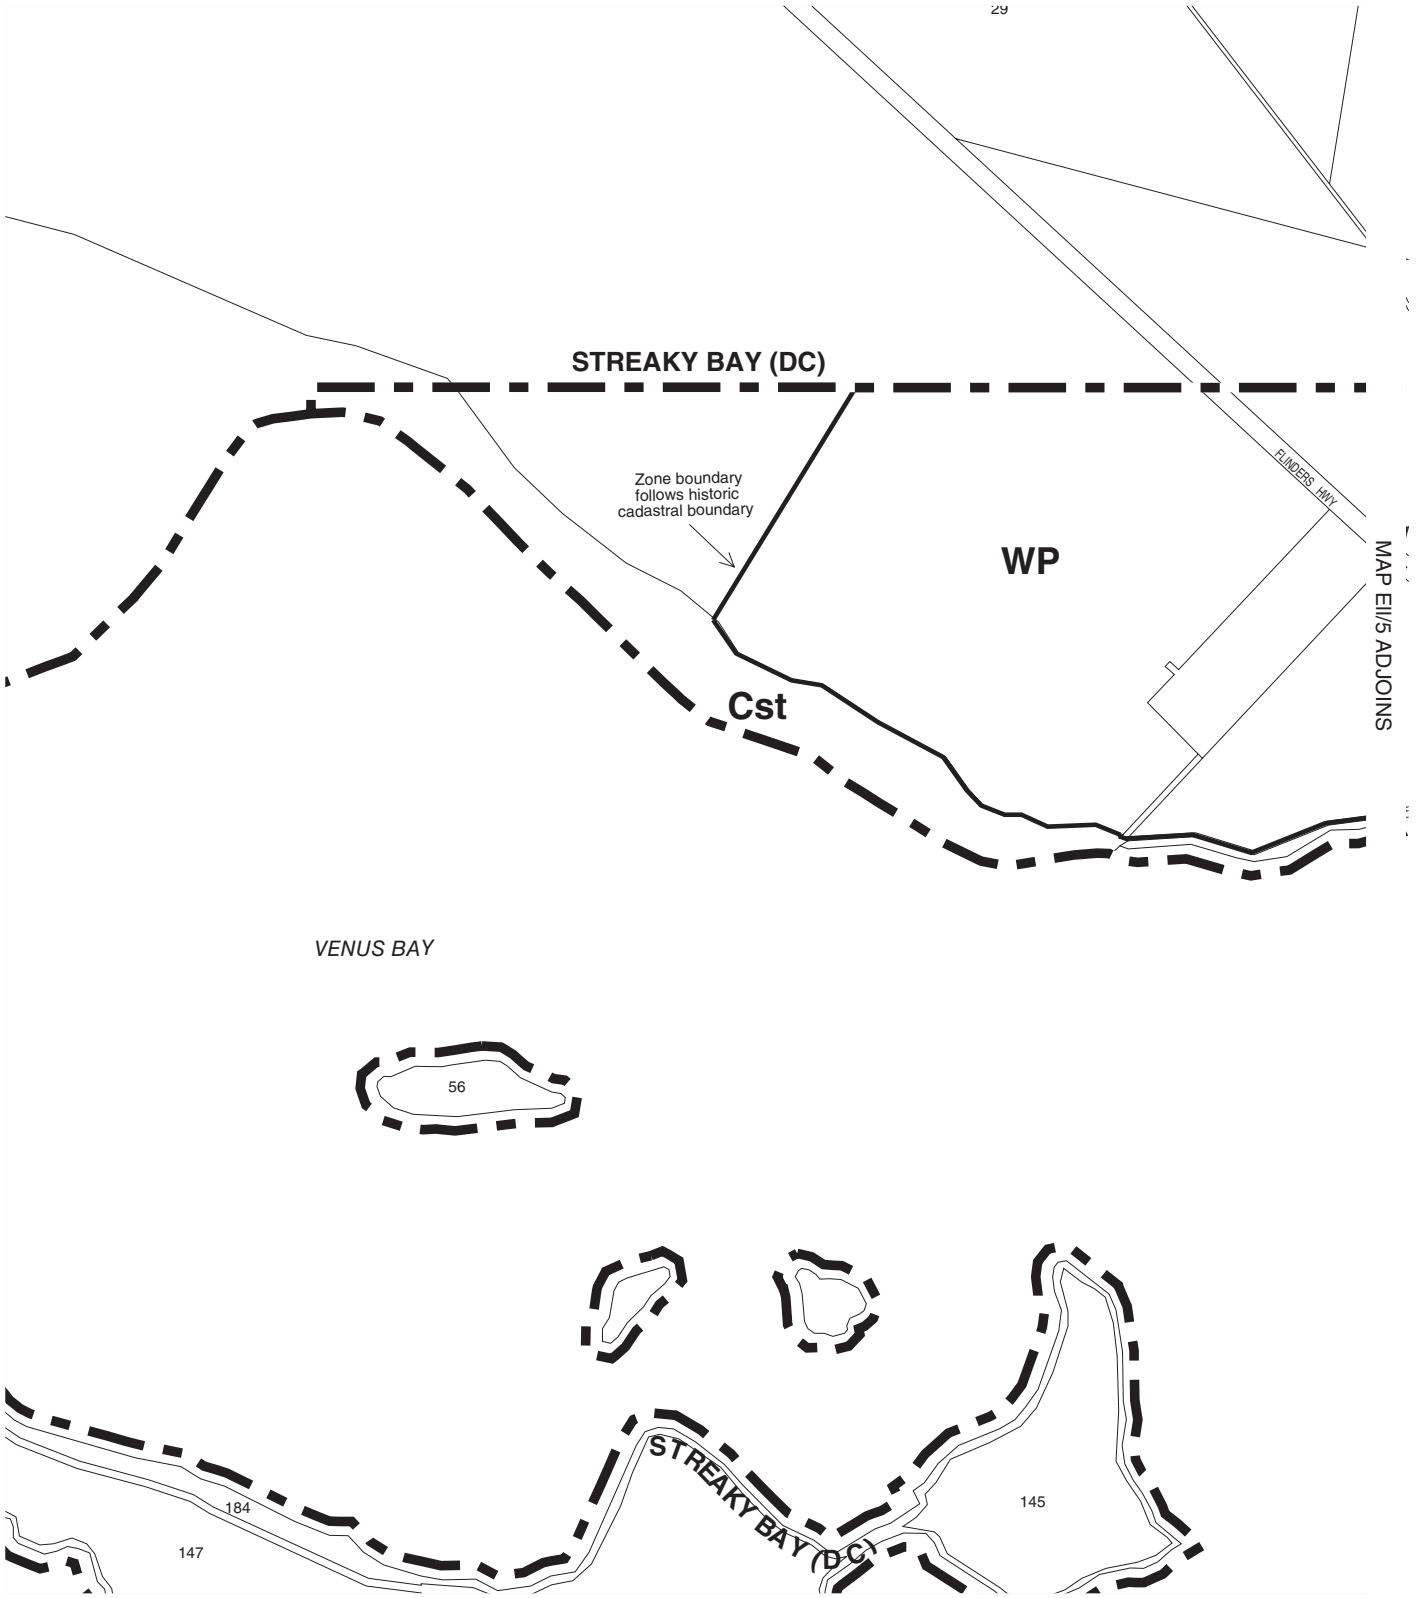 29
STREAKY BAY (DC)
FLINDERS HWY
Zone boundary
follows historic
cadastral boundary
WP
MAP Ell/5 ADJOINS
Cst
VENUS BAY
56
STREAKY BAY (DC)
184
145
147